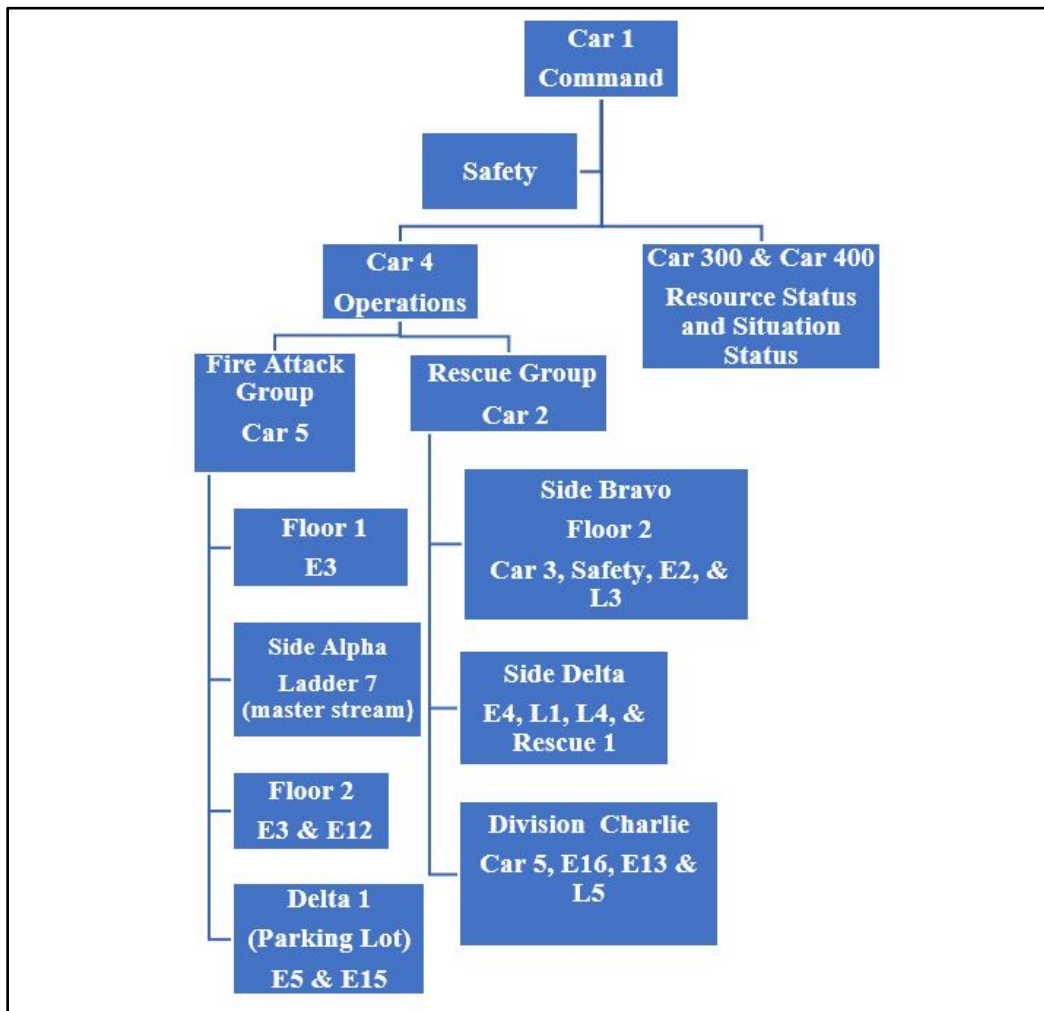 Car 1
Command
Safety
Car 4
Operations
Car 300 & Car 400
Resource Status
and Situation
Status
Fire Attack
Group
Car 5
Rescue Group
Car 2
Floor 1
E3
Side Alpha
Ladder 7
(master stream)
Floor 2
E3 & E12
Delta 1
(Parking Lot)
E5 & E15
Side Bravo
Floor 2
Car 3, Safety, E2, &
L3
Side Delta
E4, L1, L4, &
Rescue 1
Division Charlie
Car 5, E16, E13 &
L5